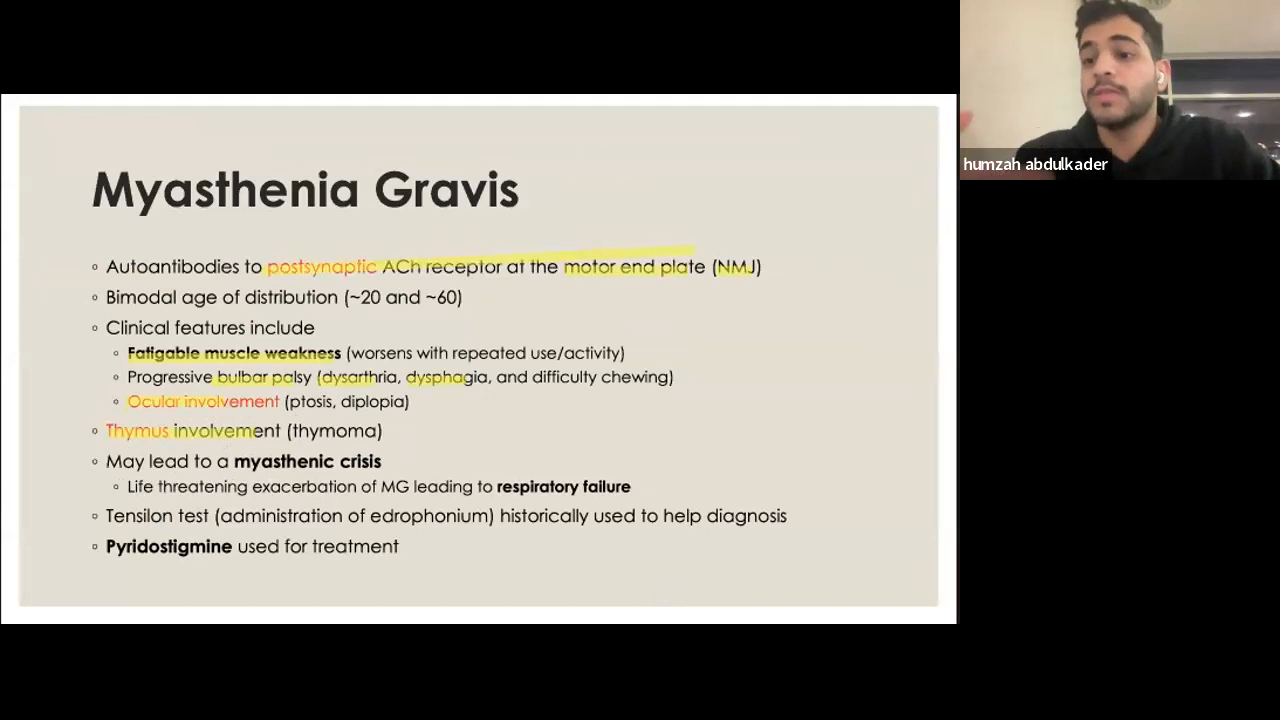 Myasthenia Gravis
◦ Autoantibodies to postsynaptic ACh receptor at the motor end plate (NMJ)
◦ Bimodal age of distribution (~20 and ~60)
◦ Clinical features include
◦ Fatigable muscle weakness (worsens with repeated use/activity)
◦ Progressive bulbar palsy (dysarthria, dysphagia, and difficulty chewing)
◦ Ocular involvement (ptosis, diplopia)
◦ Thymus involvement (thymoma)
◦ May lead to a myasthenic crisis
◦ Life threatening exacerbation of MG leading to respiratory failure
◦ Tensilon test (administration of edrophonium) historically used to help diagnosis
◦ Pyridostigmine used for treatment
humzah abdulkader